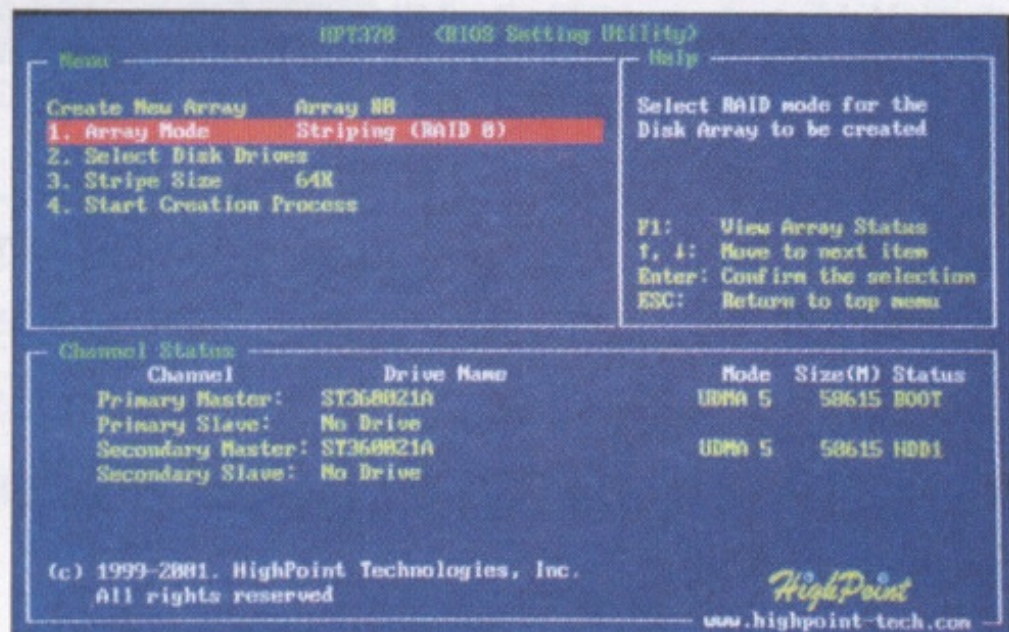 HPT370 <BIOS Setting Utility>
Menu
Create New Array Array #0
1. Array Mode Striping (RAID 0)
2. Select Disk Drives
3. Stripe Size 64K
4. Start Creation Process
Help
Select RAID mode for the
Disk Array to be created
F1: View Array Status
↑, ↓: Move to next item
Enter: Confirm the selection
ESC: Return to top menu
Channel Status
Channel Drive Name Mode Size(M) Status
Primary Master: ST360021A UDMA 5 58615 BOOT
Primary Slave: No Drive
Secondary Master: ST360021A UDMA 5 58615 HDD1
Secondary Slave: No Drive
(c) 1999-2001. HighPoint Technologies, Inc.
All rights reserved
HighPoint
www.highpoint-tech.com